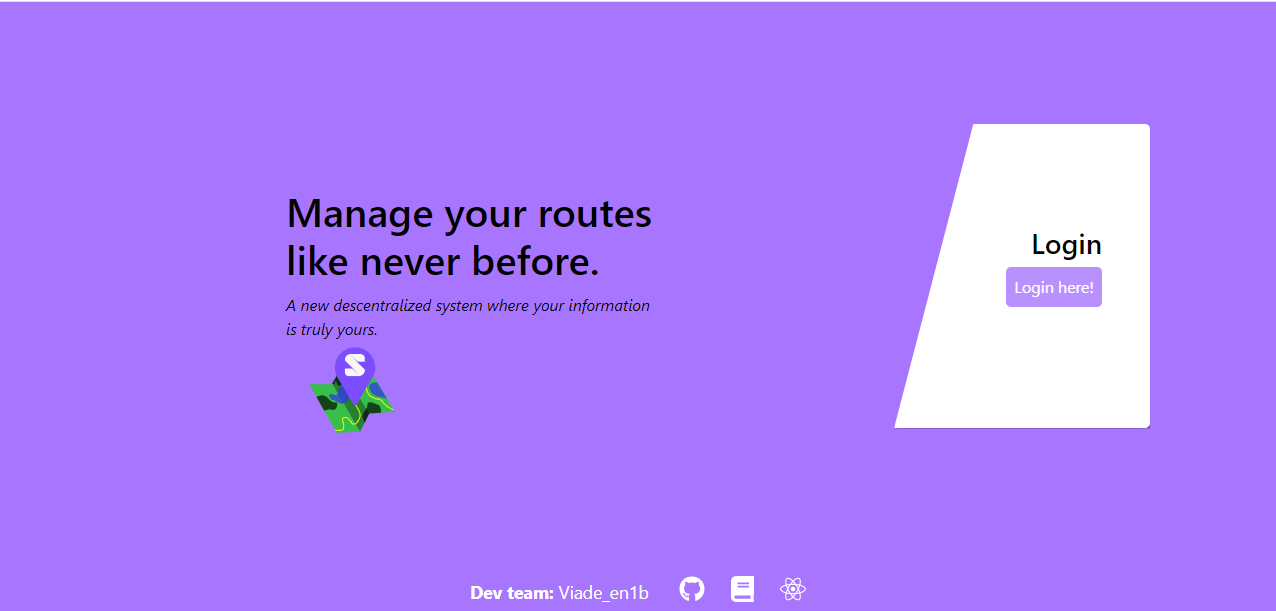 Manage your routes
like never before.
A new descentralized system where your information
is truly yours.
Login
Login here!
Dev team: Viade_en1b